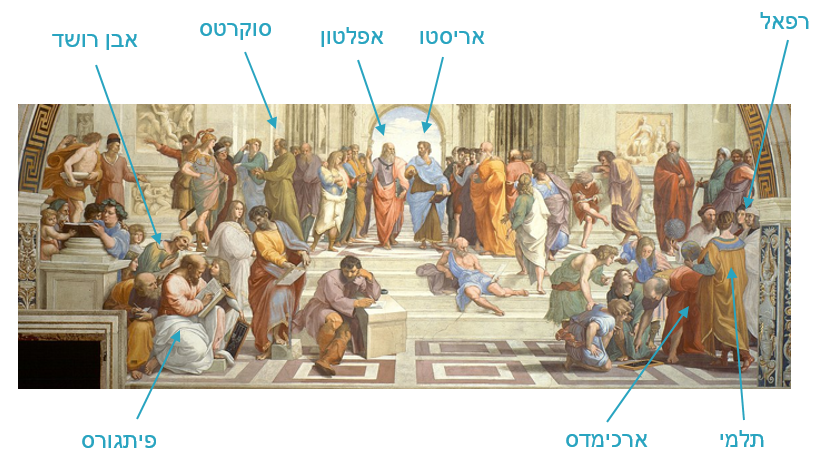 רפאל
אריסטו
אפלטון
סוקרטס
אבן רושד
תלמי
ארכימדס
פיתגורס